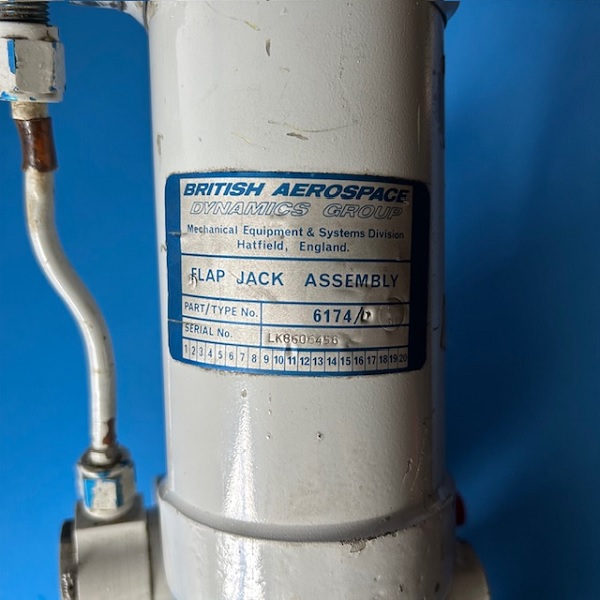 BRITISH AEROSPACE
DYNAMICS GROUP
Mechanical Equipment & Systems Division
Hatfield, England.
FLAP JACK ASSEMBLY
PART/TYPE No. 6174/
SERIAL No.
1 2 3 4 5 6 7 8 9 10 11 12 13 14 15 16 17 18 19 20